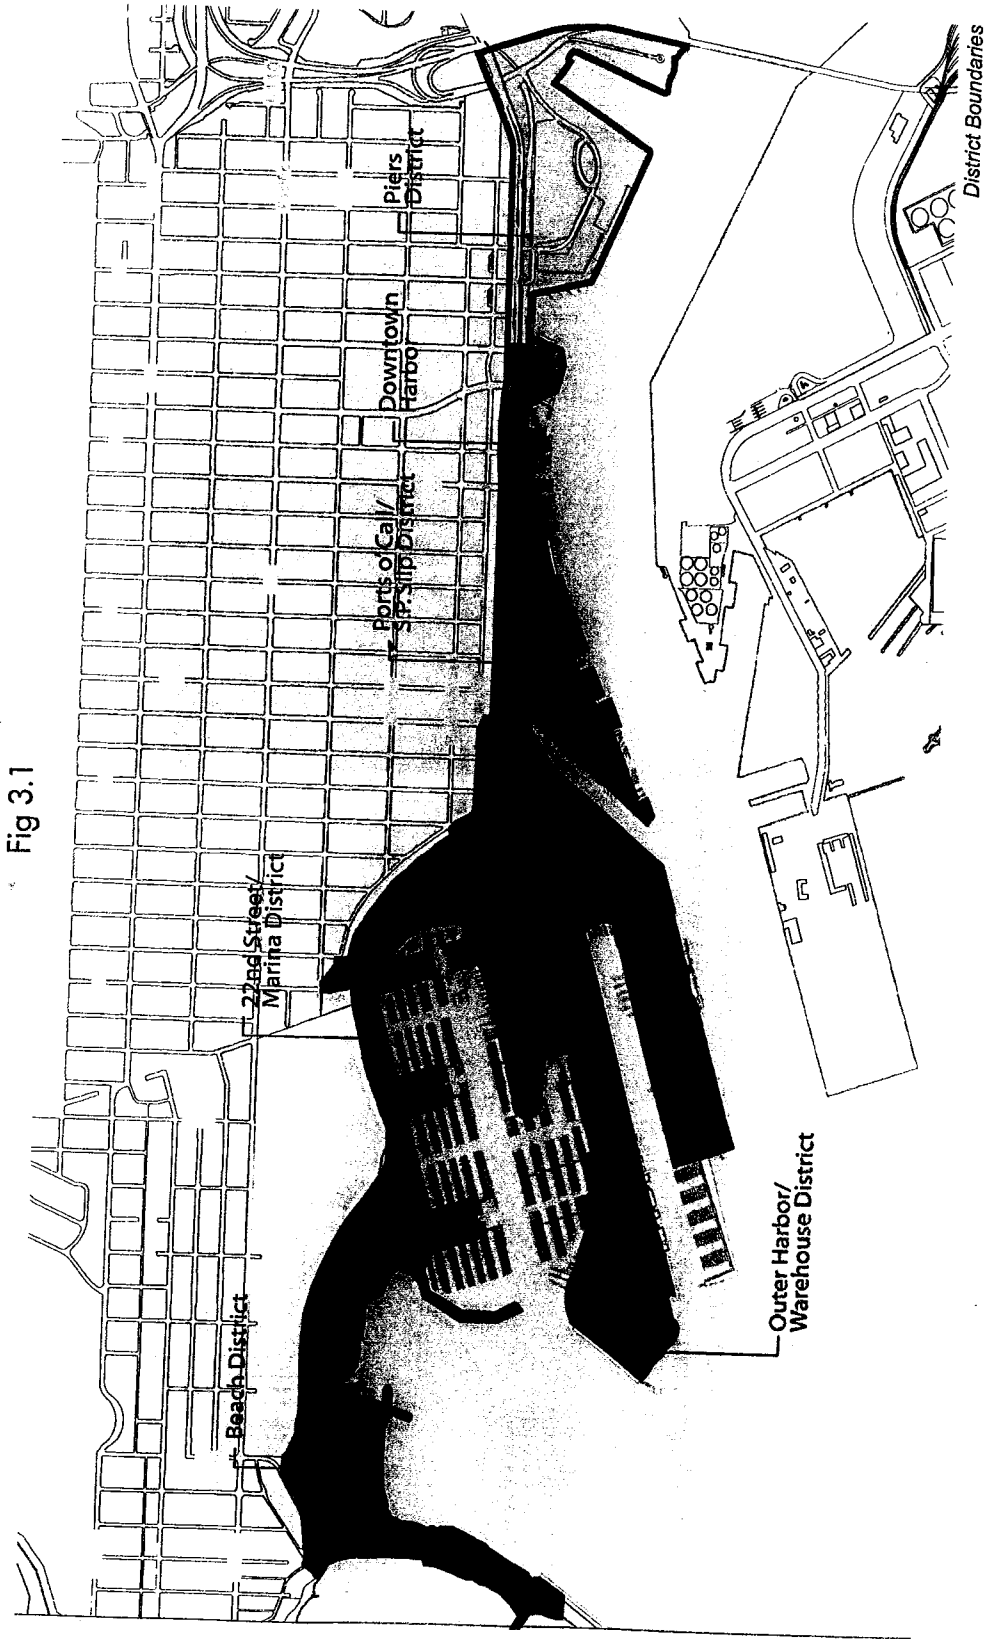 Fig 3.1
Beach District
22nd Street/
Marina District
Ports o' Call/
S.P. Slip District
Downtown
Harbor
Piers
District
Outer Harbor/
Warehouse District
District Boundaries